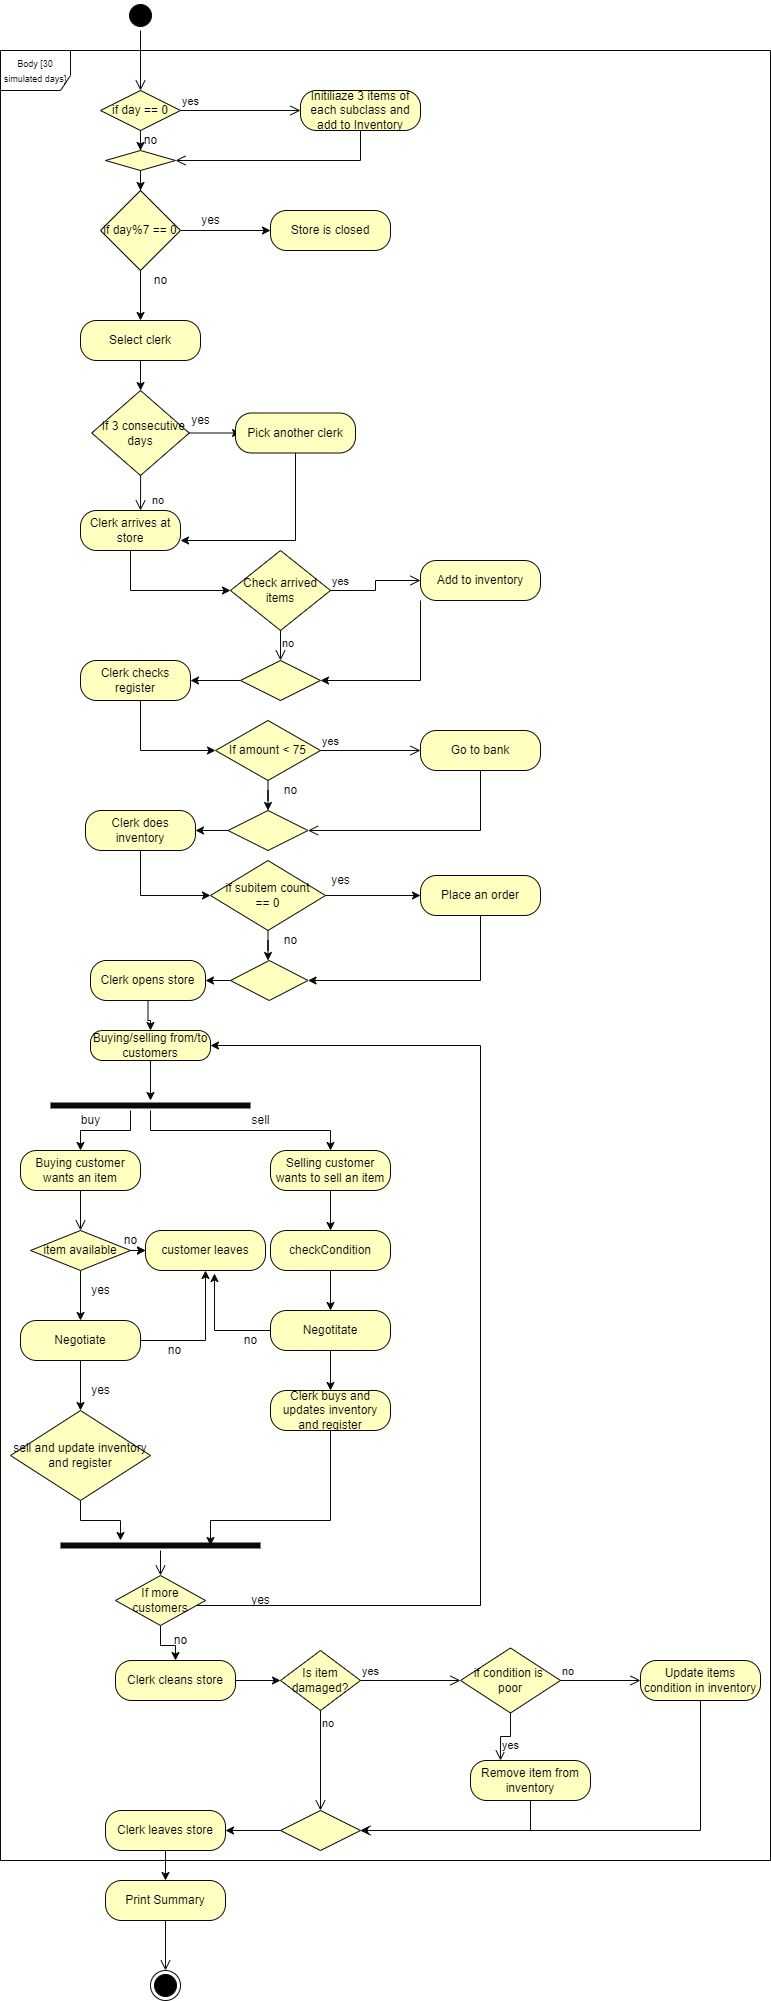 Body [30
simulated days]
if day == 0
yes
Initiliaze 3 items of
each subclass and
add to Inventory
no
if day%7 == 0
yes
Store is closed
no
Select clerk
If 3 consecutive
days
yes
Pick another clerk
no
Clerk arrives at
store
Check arrived
items
yes
Add to inventory
no
Clerk checks
register
If amount < 75
yes
Go to bank
no
Clerk does
inventory
if subitem count
== 0
yes
Place an order
no
Clerk opens store
Buying/selling from/to
customers
buy
sell
Buying customer
wants an item
Selling customer
wants to sell an item
item available
no
customer leaves
checkCondition
yes
Negotiate
no
no
Negotitate
yes
Clerk buys and
updates inventory
and register
sell and update inventory
and register
If more
customers
yes
no
Clerk cleans store
Is item
damaged?
yes
if condition is
poor
no
Update items
condition in inventory
no
yes
Remove item from
inventory
Clerk leaves store
Print Summary